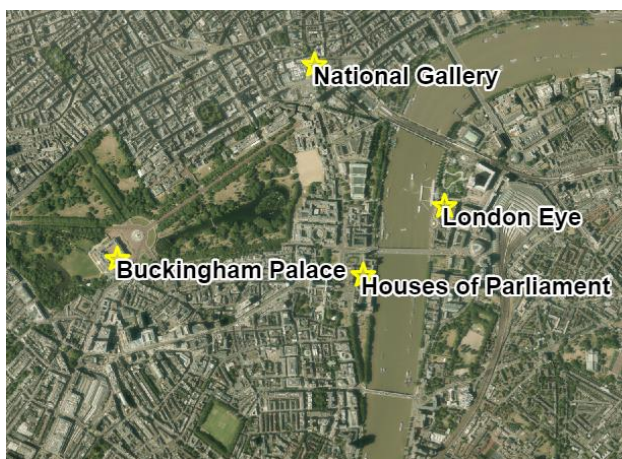 National Gallery
London Eye
Buckingham Palace
Houses of Parliament